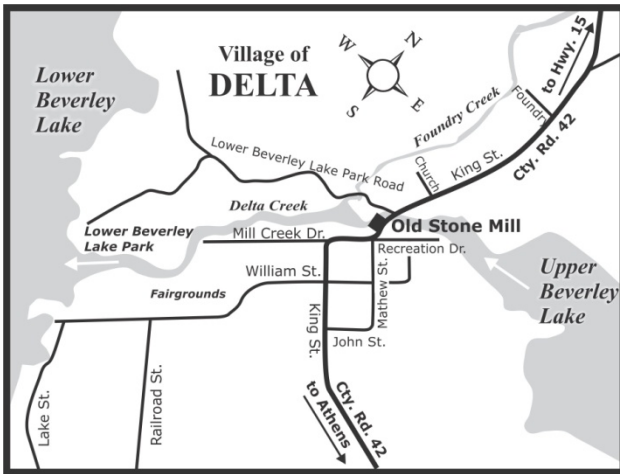 Village of
DELTA
N
W
E
S
Lower
Beverley
Lake
to Hwy. 15
Foundry
Foundry Creek
Cty. Rd. 42
King St.
Church
Lower Beverley Lake Park Road
Delta Creek
Lower Beverley
Lake Park
Old Stone Mill
Mill Creek Dr.
Recreation Dr.
William St.
Mathew St.
Upper
Beverley
Lake
Fairgrounds
King St.
John St.
Lake St.
Railroad St.
to Athens
Cty. Rd. 42